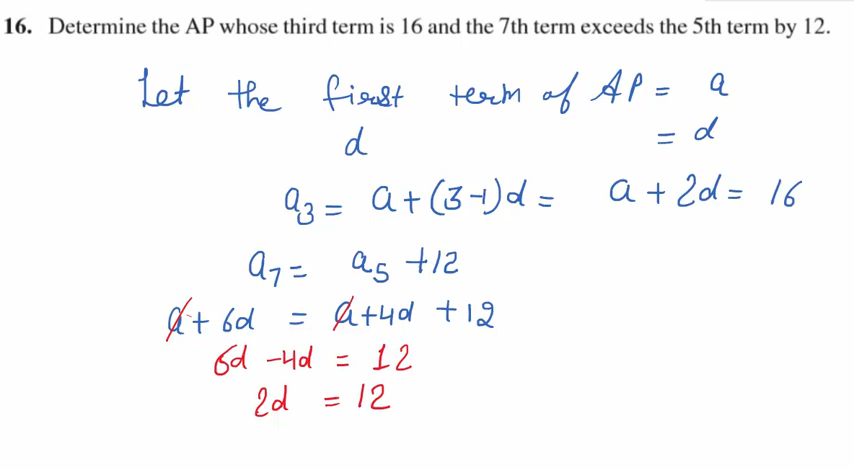 16. Determine the AP whose third term is 16 and the 7th term exceeds the 5th term by 12.
Let the first term of AP = a
d = d
a₃ = a + (3-1)d = a + 2d = 16
a₇ = a₅ + 12
a + 6d = a + 4d + 12
6d - 4d = 12
2d = 12